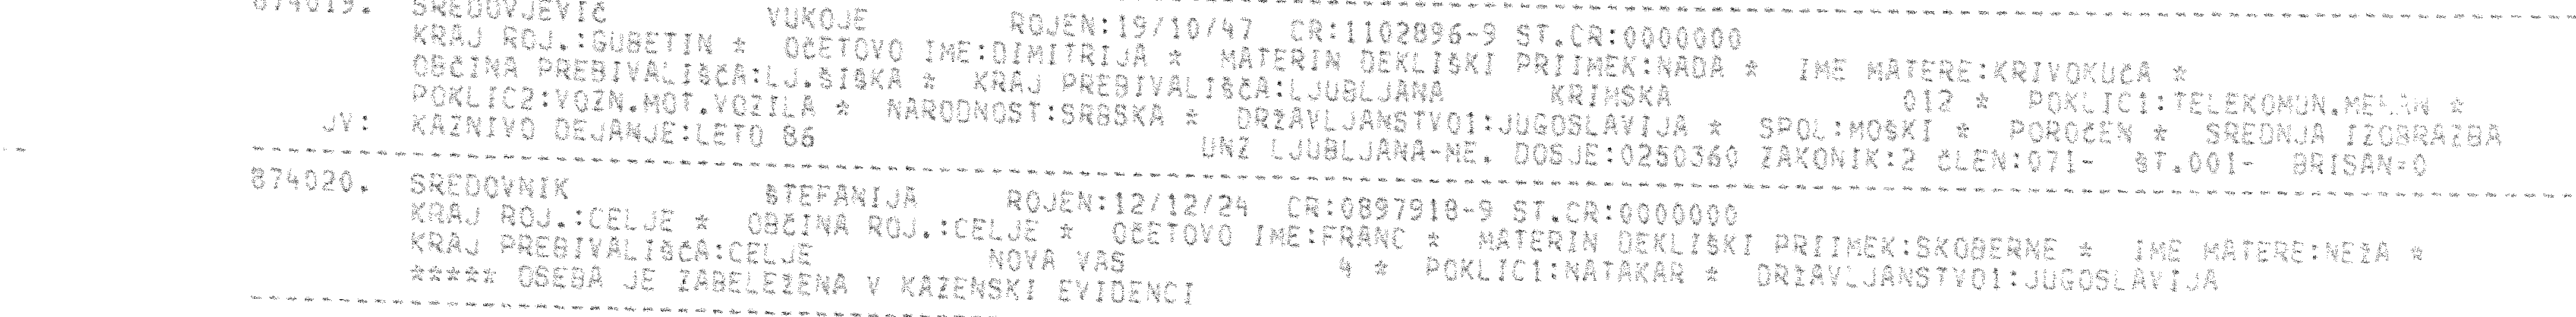 874019. SREDOVJEVIČ VUKOJE ROJEN:19/10/47 CR:1102896-9 ST.CR:0000000
KRAJ ROJ.:GUBETIN * OČETOVO IME:DIMITRIJA * MATERIN DEKLIŠKI PRIIMEK:NADA * IME MATERE:KRIVOKUČA *
OBČINA PREBIVALIŠČA:LJ.ŠIŠKA * KRAJ PREBIVALIŠČA:LJUBLJANA KRIMSKA 012 * POKLIC1:TELEKOMUN.MEHAN *
POKLIC2:VOZN.MOT.VOZILA * NARODNOST:SRBSKA * DRŽAVLJANSTVO1:JUGOSLAVIJA * SPOL:MOŠKI * POROČEN * SREDNJA IZOBRAZBA
JV: KAZNIVO DEJANJE:LETO 86 UNZ LJUBLJANA-ME. DOSJE:0250360 ZAKONIK:2 ČLEN:071- ŠT.001- BRISAN=0
874020. SREDOVNIK ŠTEFANIJA ROJEN:12/12/24 CR:0897918-9 ST.CR:0000000
KRAJ ROJ.:CELJE * OBČINA ROJ.:CELJE * OČETOVO IME:FRANC * MATERIN DEKLIŠKI PRIIMEK:SKOBERNE * IME MATERE:NEŽA *
KRAJ PREBIVALIŠČA:CELJE NOVA VAS 4 * POKLIC1:NATAKAR * DRŽAVLJANSTVO1:JUGOSLAVIJA
***** OSEBA JE ZABELEŽENA V KAZENSKI EVIDENCI